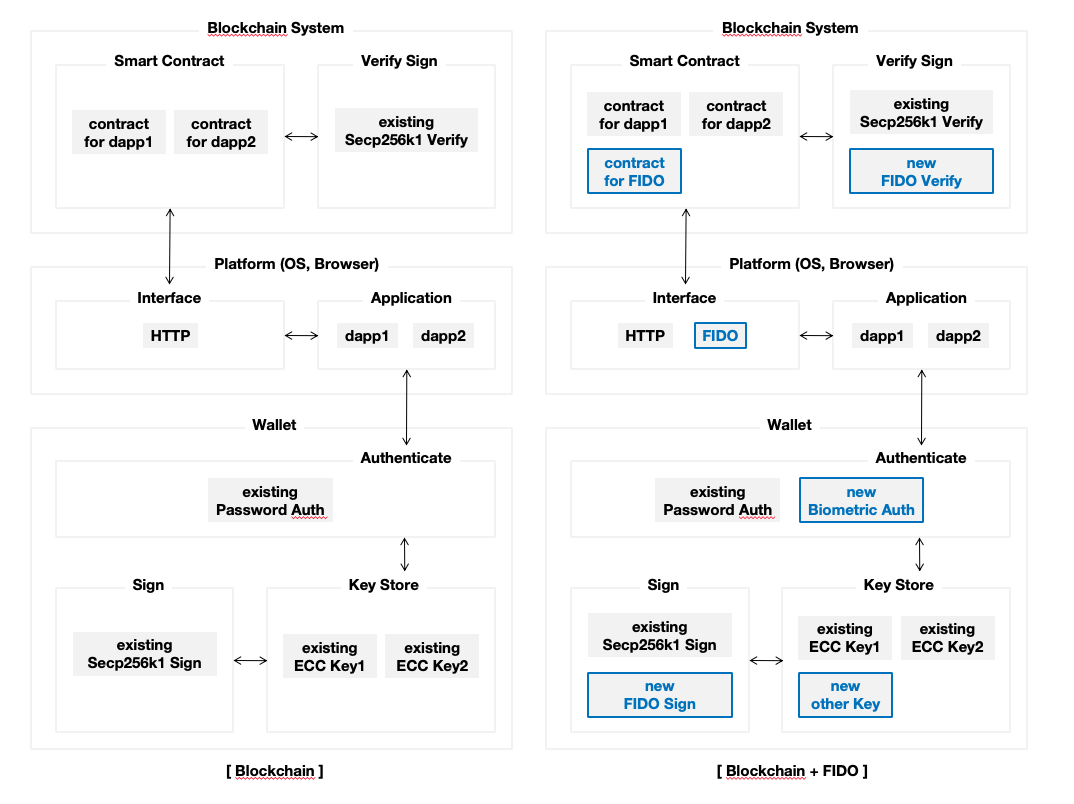 Blockchain System
Smart Contract
Verify Sign
contract
for dapp1
contract
for dapp2
existing
Secp256k1 Verify
Platform (OS, Browser)
Interface
Application
HTTP
dapp1
dapp2
Wallet
Authenticate
existing
Password Auth
Sign
Key Store
existing
Secp256k1 Sign
existing
ECC Key1
existing
ECC Key2
[ Blockchain ]
Blockchain System
Smart Contract
Verify Sign
contract
for dapp1
contract
for dapp2
existing
Secp256k1 Verify
contract
for FIDO
new
FIDO Verify
Platform (OS, Browser)
Interface
Application
HTTP
FIDO
dapp1
dapp2
Wallet
Authenticate
existing
Password Auth
new
Biometric Auth
Sign
Key Store
existing
Secp256k1 Sign
existing
ECC Key1
existing
ECC Key2
new
FIDO Sign
new
other Key
[ Blockchain + FIDO ]